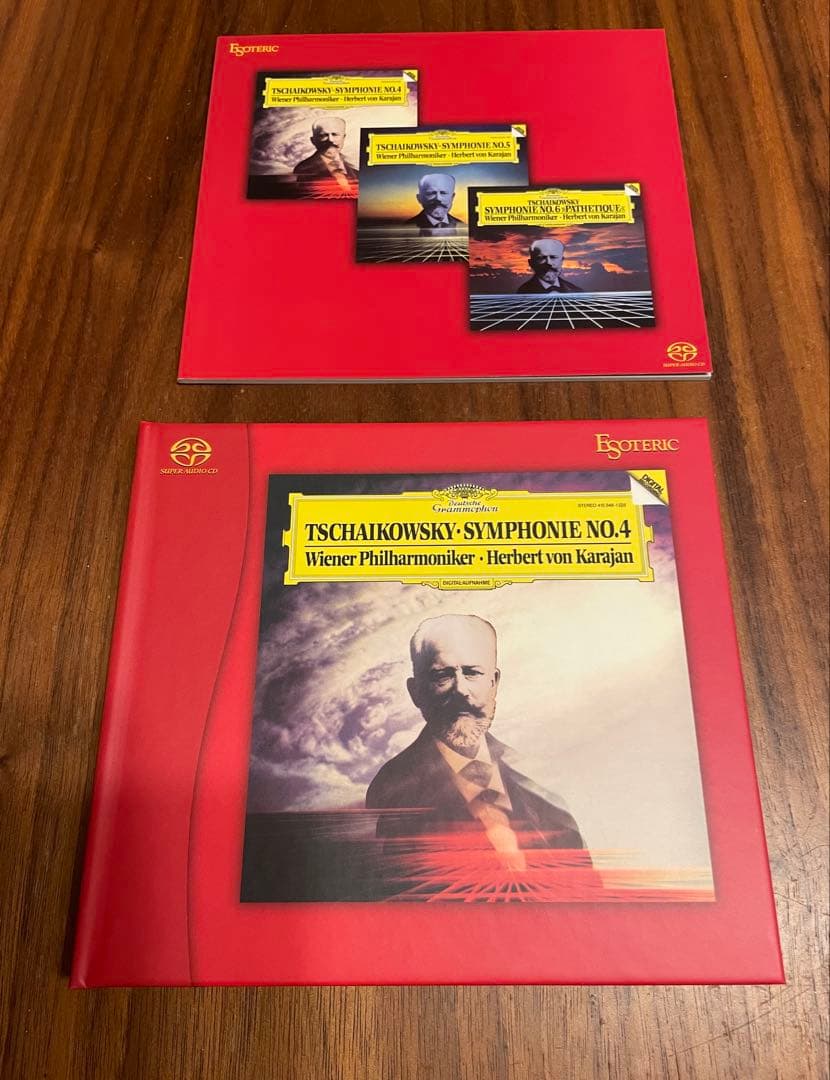 ESOTERIC
TSCHAIKOWSKY·SYMPHONIE NO.4
Wiener Philharmoniker · Herbert von Karajan
TSCHAIKOWSKY·SYMPHONIE NO.5
Wiener Philharmoniker · Herbert von Karajan
TSCHAIKOWSKY
SYMPHONIE NO.6 »PATHETIQUE«
Wiener Philharmoniker · Herbert von Karajan
SUPER AUDIO CD
SUPER AUDIO CD
ESOTERIC
Deutsche
Grammophon
STEREO
DIGITAL
TSCHAIKOWSKY·SYMPHONIE NO.4
Wiener Philharmoniker · Herbert von Karajan
DIGITALAUFNAHME